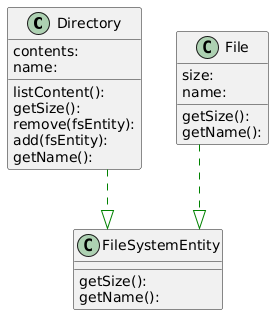 C Directory
contents:
name:
listContent():
getSize():
remove(fsEntity):
add(fsEntity):
getName():
C File
size:
name:
getSize():
getName():
C FileSystemEntity
getSize():
getName():